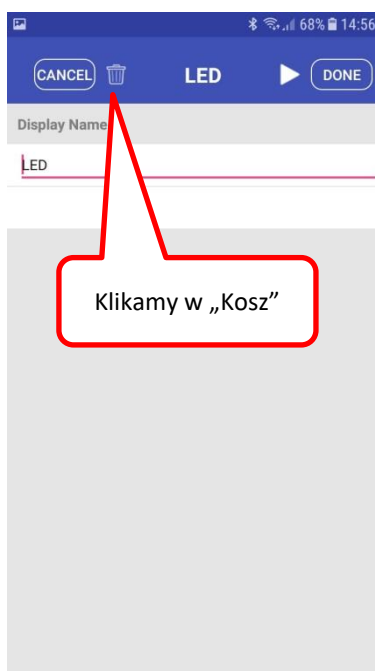 68% 14:56
CANCEL LED DONE
Display Name
LED
Klikamy w „Kosz”